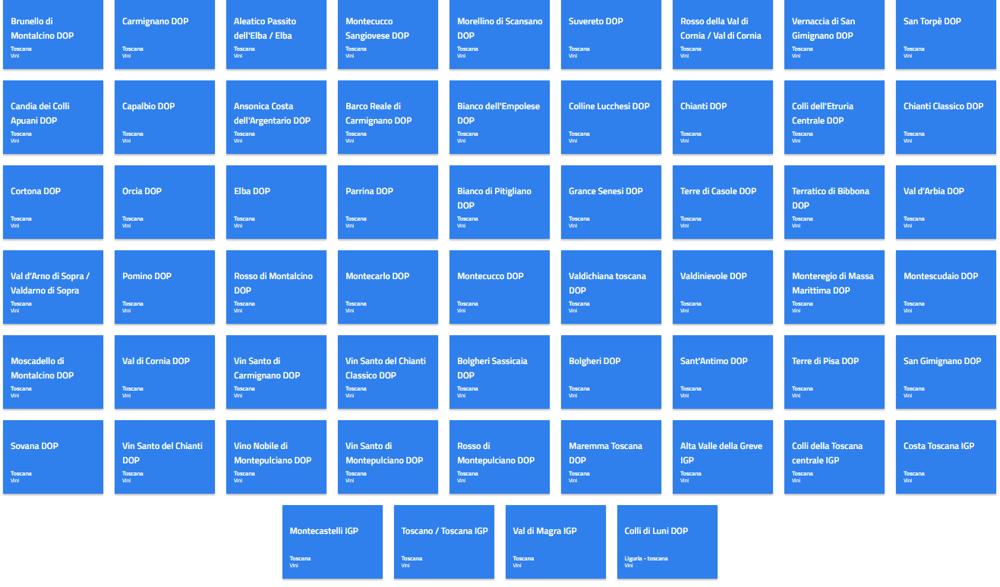 Brunello di
Montalcino DOP
Toscana
Vini
Carmignano DOP
Toscana
Vini
Aleatico Passito
dell'Elba / Elba
Toscana
Vini
Montecucco
Sangiovese DOP
Toscana
Vini
Morellino di Scansano
DOP
Toscana
Vini
Suvereto DOP
Toscana
Vini
Rosso della Val di
Cornia / Val di Cornia
Toscana
Vini
Vernaccia di San
Gimignano DOP
Toscana
Vini
San Torpè DOP
Toscana
Vini
Candia dei Colli
Apuani DOP
Toscana
Vini
Capalbio DOP
Toscana
Vini
Ansonica Costa
dell'Argentario DOP
Toscana
Vini
Barco Reale di
Carmignano DOP
Toscana
Vini
Bianco dell'Empolese
DOP
Toscana
Vini
Colline Lucchesi DOP
Toscana
Vini
Chianti DOP
Toscana
Vini
Colli dell'Etruria
Centrale DOP
Toscana
Vini
Chianti Classico DOP
Toscana
Vini
Cortona DOP
Toscana
Vini
Orcia DOP
Toscana
Vini
Elba DOP
Toscana
Vini
Parrina DOP
Toscana
Vini
Bianco di Pitigliano
DOP
Toscana
Vini
Grance Senesi DOP
Toscana
Vini
Terre di Casole DOP
Toscana
Vini
Terratico di Bibbona
DOP
Toscana
Vini
Val d’Arbia DOP
Toscana
Vini
Val d’Arno di Sopra /
Valdarno di Sopra
Toscana
Vini
Pomino DOP
Toscana
Vini
Rosso di Montalcino
DOP
Toscana
Vini
Montecarlo DOP
Toscana
Vini
Montecucco DOP
Toscana
Vini
Valdichiana toscana
DOP
Toscana
Vini
Valdinievole DOP
Toscana
Vini
Monteregio di Massa
Marittima DOP
Toscana
Vini
Montescudaio DOP
Toscana
Vini
Moscadello di
Montalcino DOP
Toscana
Vini
Val di Cornia DOP
Toscana
Vini
Vin Santo di
Carmignano DOP
Toscana
Vini
Vin Santo del Chianti
Classico DOP
Toscana
Vini
Bolgheri Sassicaia
DOP
Toscana
Vini
Bolgheri DOP
Toscana
Vini
Sant'Antimo DOP
Toscana
Vini
Terre di Pisa DOP
Toscana
Vini
San Gimignano DOP
Toscana
Vini
Sovana DOP
Toscana
Vini
Vin Santo del Chianti
DOP
Toscana
Vini
Vino Nobile di
Montepulciano DOP
Toscana
Vini
Vin Santo di
Montepulciano DOP
Toscana
Vini
Rosso di
Montepulciano DOP
Toscana
Vini
Maremma Toscana
DOP
Toscana
Vini
Alta Valle della Greve
IGP
Toscana
Vini
Colli della Toscana
centrale IGP
Toscana
Vini
Costa Toscana IGP
Toscana
Vini
Montecastelli IGP
Toscana
Vini
Toscano / Toscana IGP
Toscana
Vini
Val di Magra IGP
Toscana
Vini
Colli di Luni DOP
Liguria - toscana
Vini